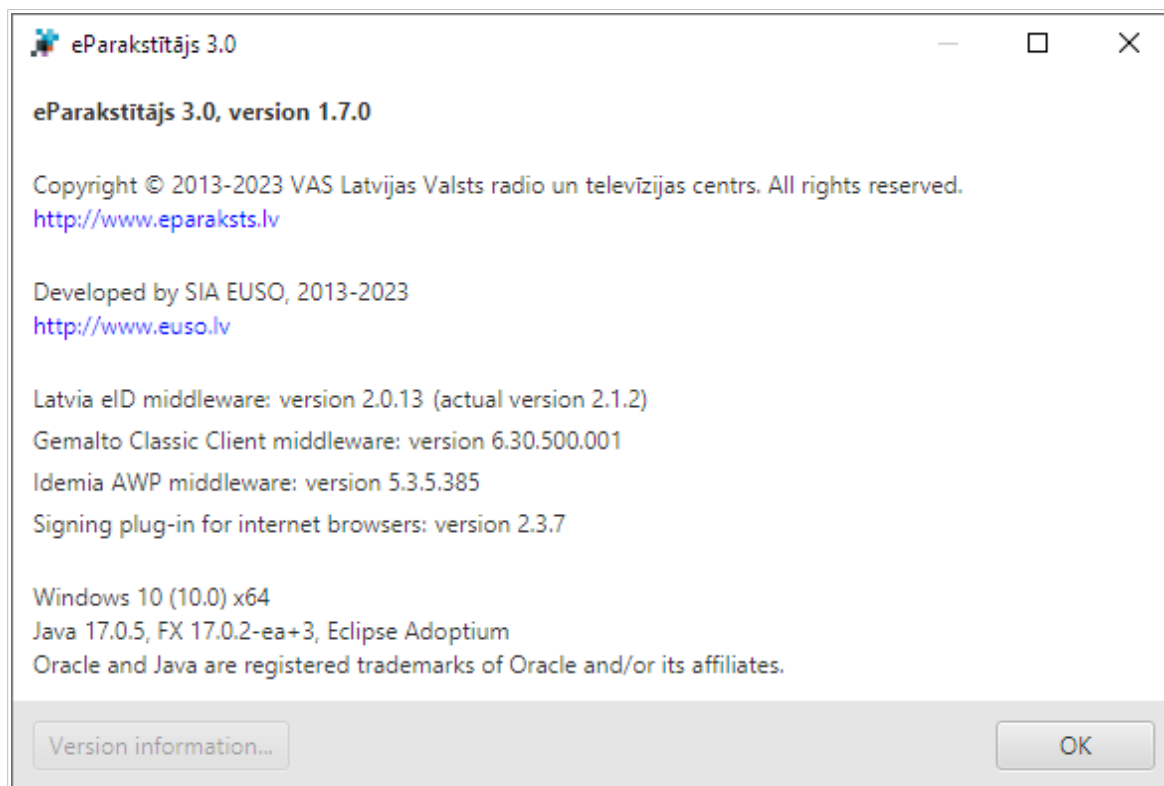 eParakstītājs 3.0
eParakstītājs 3.0, version 1.7.0
Copyright © 2013-2023 VAS Latvijas Valsts radio un televīzijas centrs. All rights reserved.
http://www.eparaksts.lv
Developed by SIA EUSO, 2013-2023
http://www.euso.lv
Latvia eID middleware: version 2.0.13 (actual version 2.1.2)
Gemalto Classic Client middleware: version 6.30.500.001
Idemia AWP middleware: version 5.3.5.385
Signing plug-in for internet browsers: version 2.3.7
Windows 10 (10.0) x64
Java 17.0.5, FX 17.0.2-ea+3, Eclipse Adoptium
Oracle and Java are registered trademarks of Oracle and/or its affiliates.
Version information...
OK